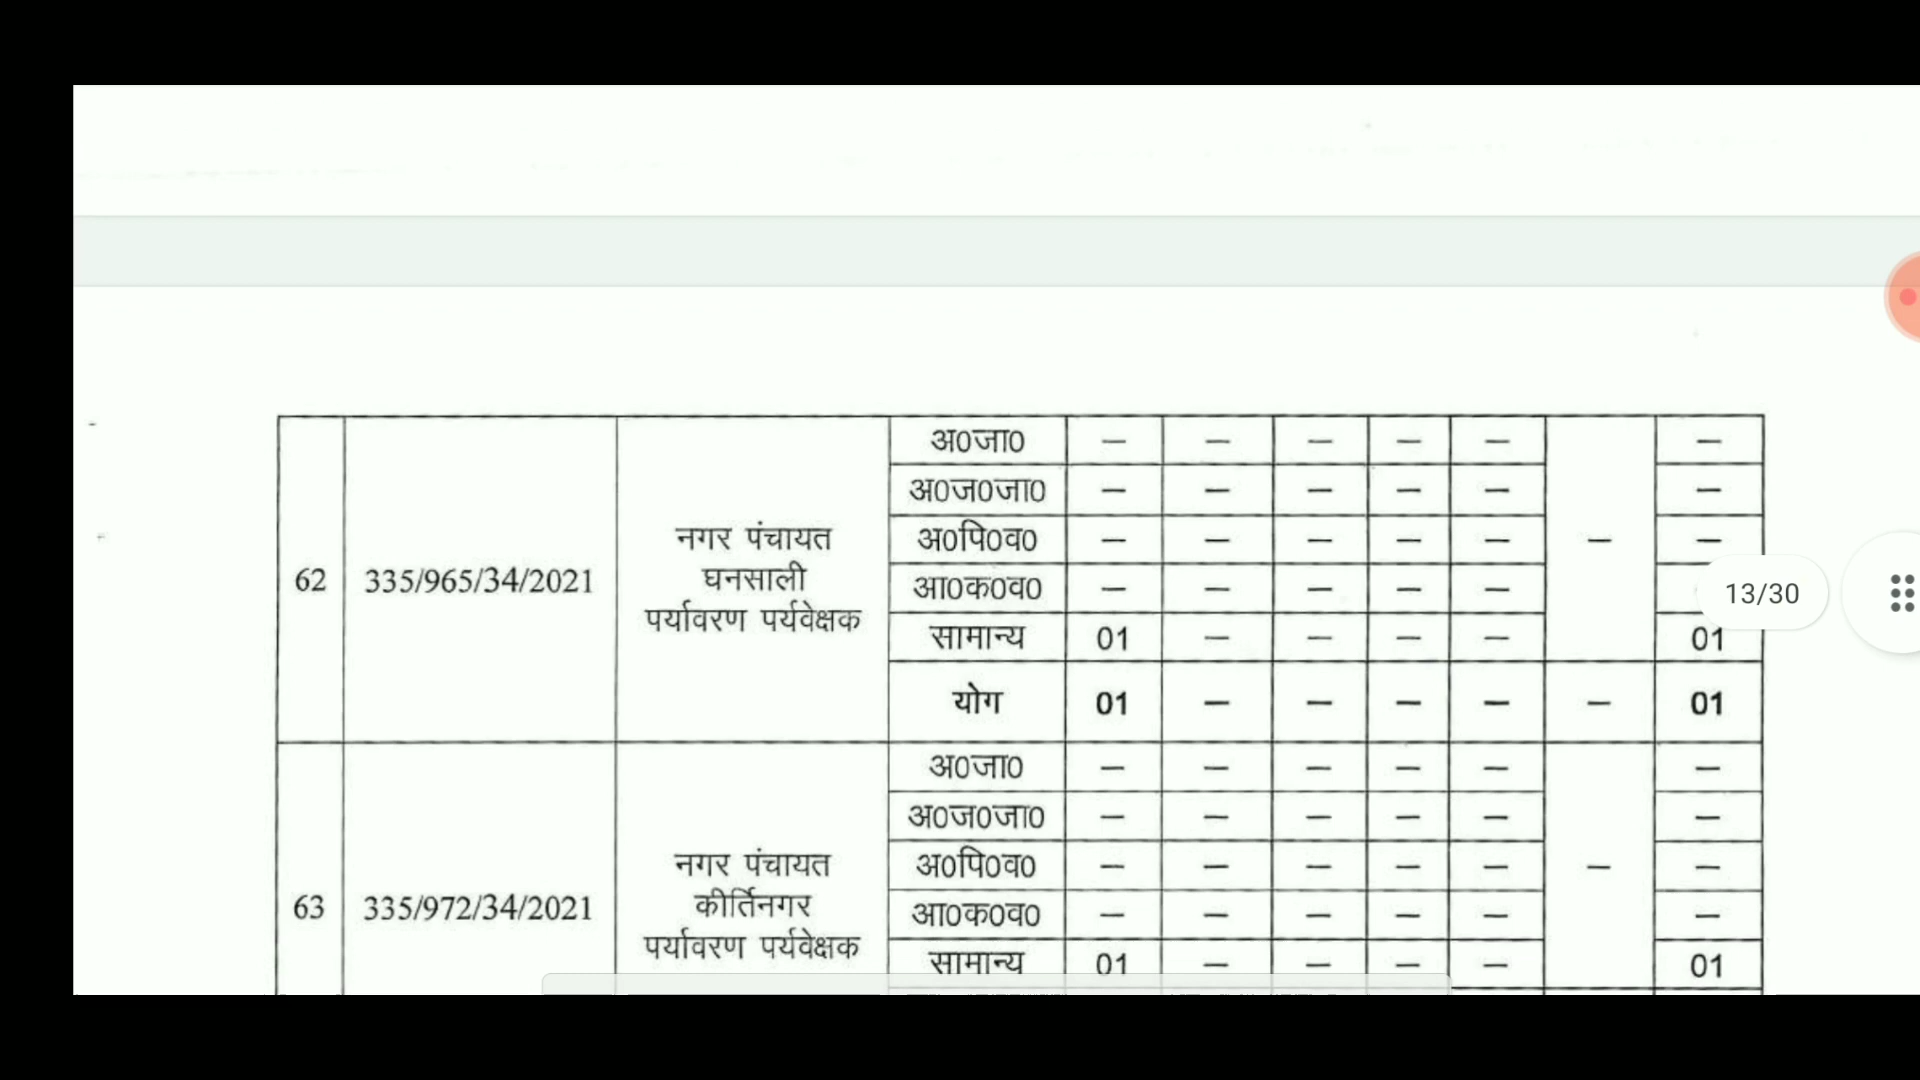 अ0जा0 — — — — — —
अ0ज0जा0 — — — — — —
नगर पंचायत अ0पि0व0 — — — — — — —
62 335/965/34/2021 घनसाली आ0क0व0 — — — — — 13/30
पर्यावरण पर्यवेक्षक सामान्य 01 — — — — 01
योग 01 — — — — — 01
अ0जा0 — — — — — —
अ0ज0जा0 — — — — — —
नगर पंचायत अ0पि0व0 — — — — — — —
63 335/972/34/2021 कीर्तिनगर आ0क0व0 — — — — — —
पर्यावरण पर्यवेक्षक सामान्य 01 — — — — 01